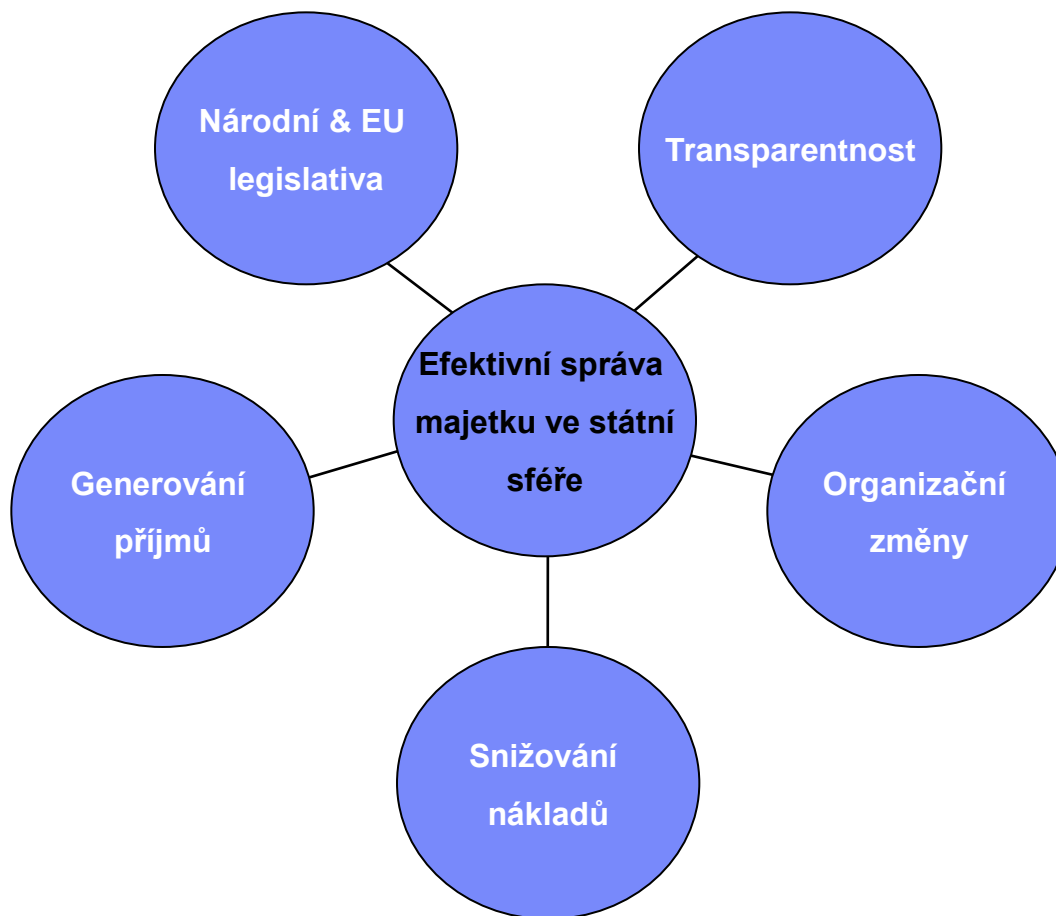 Národní & EU
legislativa
Transparentnost
Efektivní správa
majetku ve státní
sféře
Generování
příjmů
Organizační
změny
Snižování
nákladů